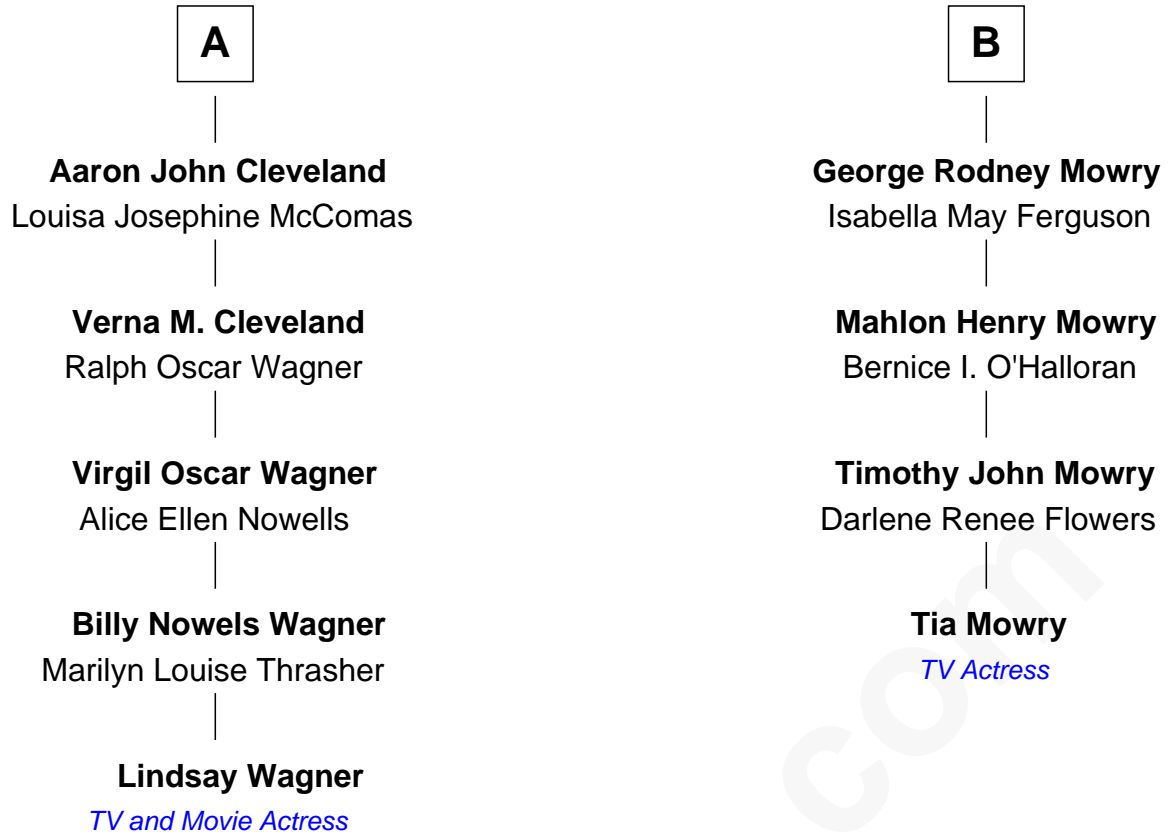 A
B
Aaron John Cleveland
Louisa Josephine McComas
George Rodney Mowry
Isabella May Ferguson
Verna M. Cleveland
Ralph Oscar Wagner
Mahlon Henry Mowry
Bernice I. O'Halloran
Virgil Oscar Wagner
Alice Ellen Nowells
Timothy John Mowry
Darlene Renee Flowers
Billy Nowels Wagner
Marilyn Louise Thrasher
Tia Mowry
TV Actress
Lindsay Wagner
TV and Movie Actress
com